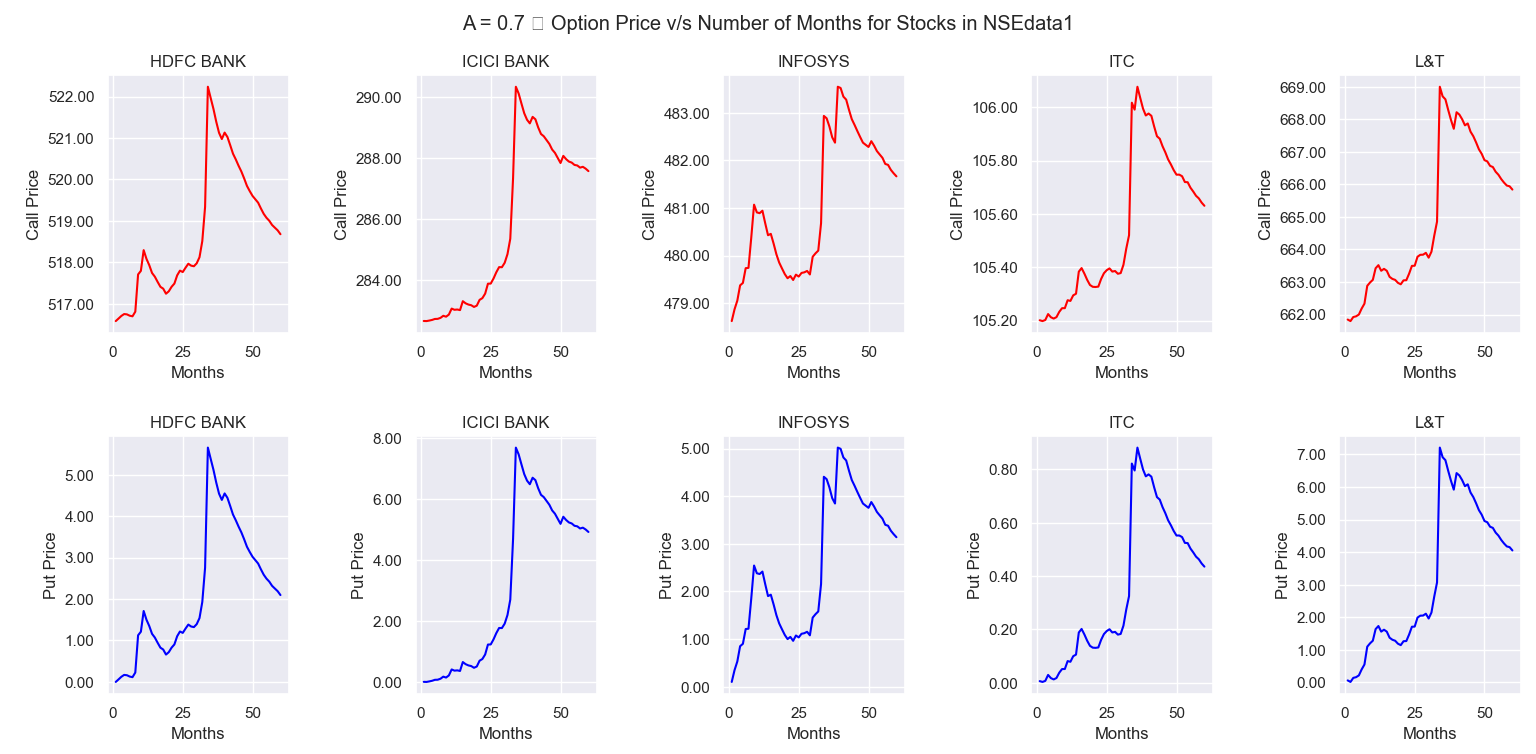 A = 0.7 Option Price v/s Number of Months for Stocks in NSEdata1
HDFC BANK ICICI BANK INFOSYS ITC L&T
522.00
521.00
520.00
519.00
518.00
517.00
Call Price
0 25 50
Months
290.00
288.00
286.00
284.00
Call Price
0 25 50
Months
483.00
482.00
481.00
480.00
479.00
Call Price
0 25 50
Months
106.00
105.80
105.60
105.40
105.20
Call Price
0 25 50
Months
669.00
668.00
667.00
666.00
665.00
664.00
663.00
662.00
Call Price
0 25 50
Months
HDFC BANK ICICI BANK INFOSYS ITC L&T
5.00
4.00
3.00
2.00
1.00
0.00
Put Price
0 25 50
Months
8.00
6.00
4.00
2.00
0.00
Put Price
0 25 50
Months
5.00
4.00
3.00
2.00
1.00
0.00
Put Price
0 25 50
Months
0.80
0.60
0.40
0.20
0.00
Put Price
0 25 50
Months
7.00
6.00
5.00
4.00
3.00
2.00
1.00
0.00
Put Price
0 25 50
Months